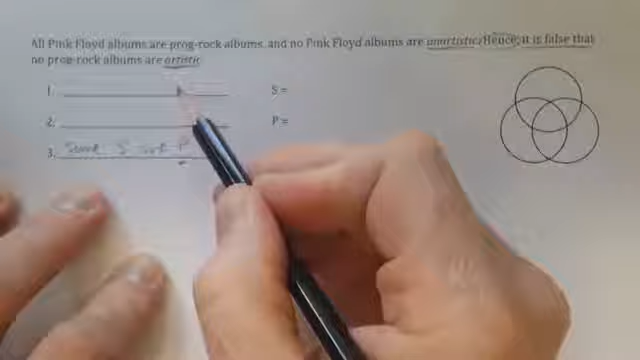 All Pink Floyd albums are prog-rock albums, and no Pink Floyd albums are unartistic. Hence, it is false that
no prog-rock albums are artistic.
1. S =
2. P =
3. Some S are P